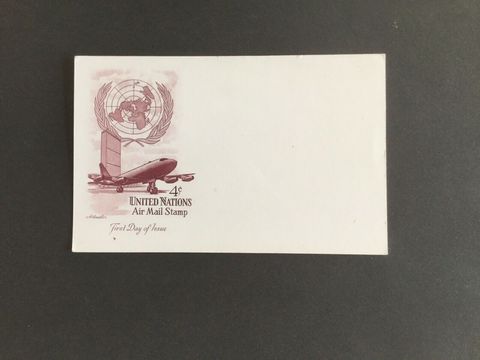 4¢
UNITED NATIONS
Air Mail Stamp
First Day of Issue